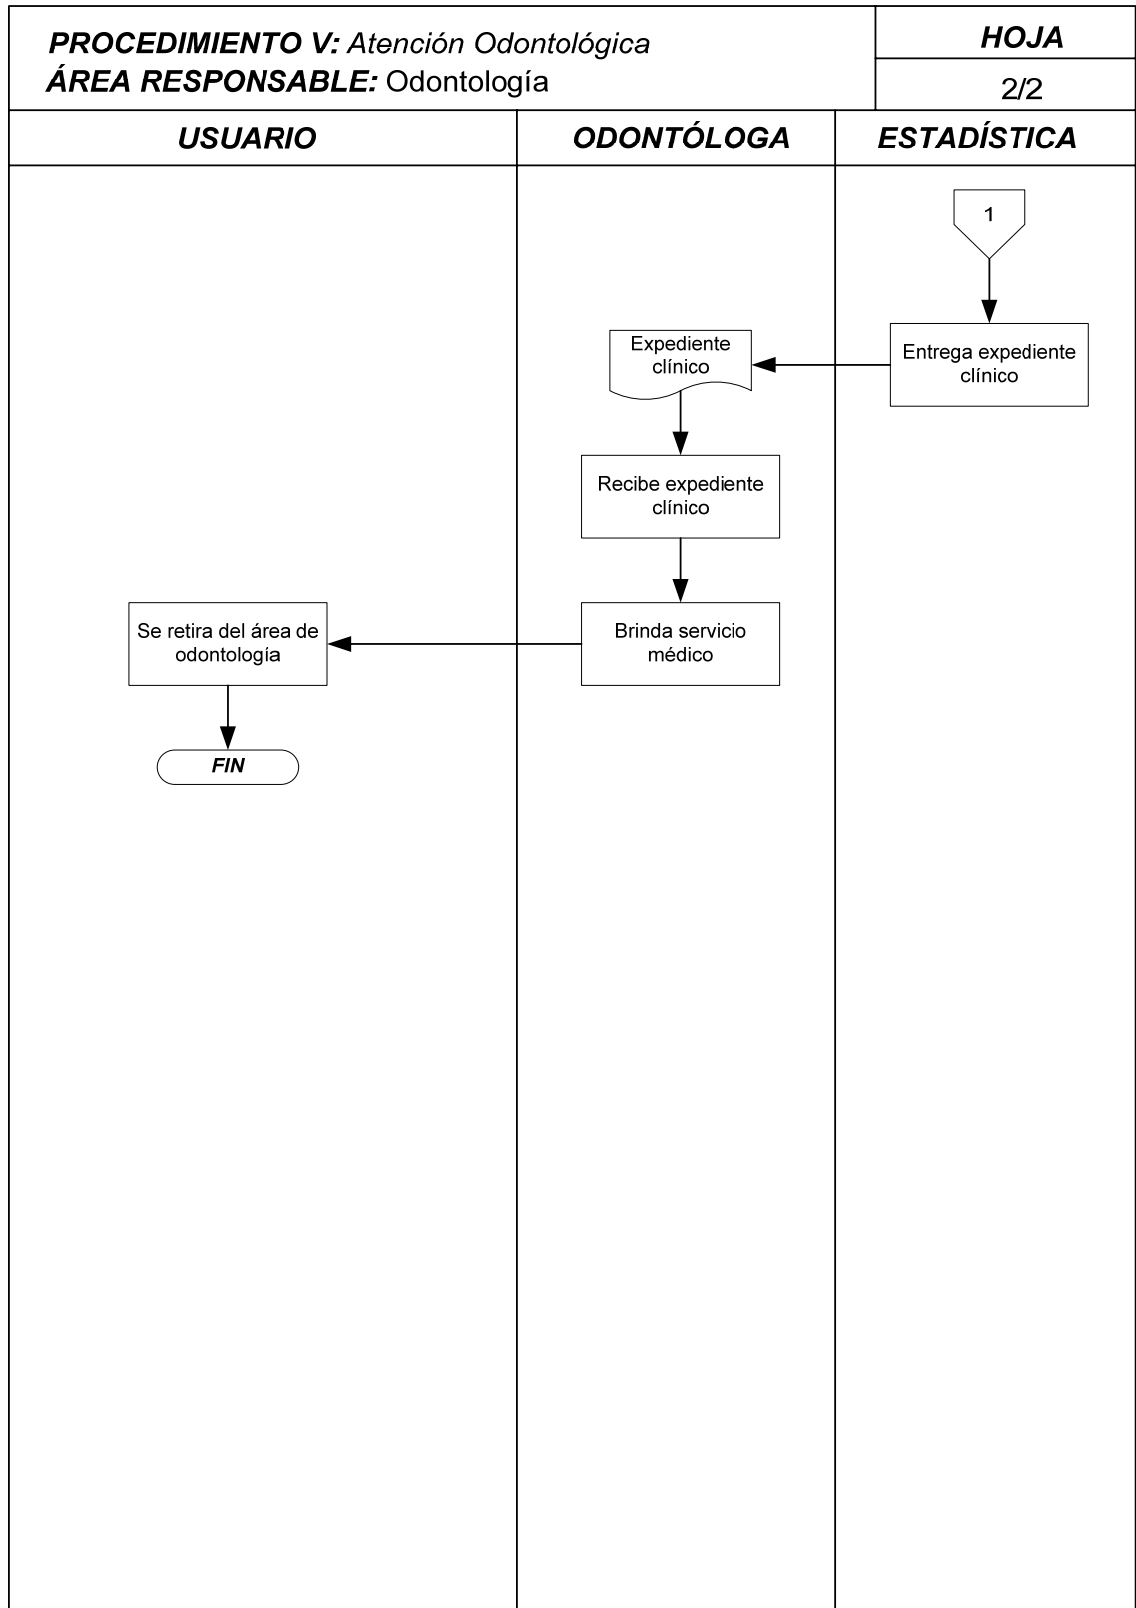 PROCEDIMIENTO V: Atención Odontológica
ÁREA RESPONSABLE: Odontología
HOJA
2/2
USUARIO
ODONTÓLOGA
ESTADÍSTICA
1
Entrega expediente
clínico
Expediente
clínico
Recibe expediente
clínico
Brinda servicio
médico
Se retira del área de
odontología
FIN